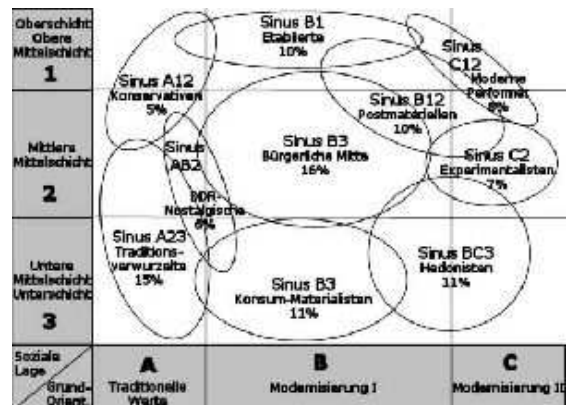 Oberschicht
Obere
Mittelschicht
1
Mittlere
Mittelschicht
2
Untere
Mittelschicht
Unterschicht
3
Sinus B1
Etablierte
10%
Sinus
C12
Moderne
Performer
8%
Sinus A12
Konservativen
5%
Sinus B12
Postmateriellen
10%
Sinus
AB2
DDR-
Nostalgische
6%
Sinus B3
Bürgerliche Mitte
16%
Sinus C2
Experimentalisten
7%
Sinus A23
Traditions-
verwurzelte
15%
Sinus B3
Konsum-Materialisten
11%
Sinus BC3
Hedonisten
11%
Soziale
Lage
Grund-
Orient.
A
Traditionelle
Werte
B
Modernisierung I
C
Modernisierung II